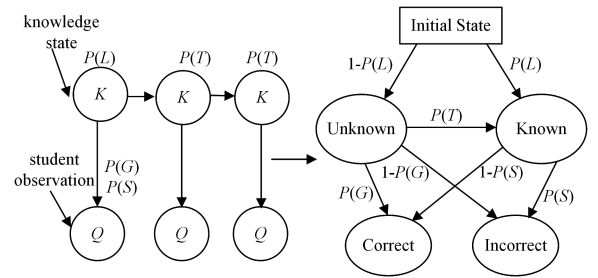 knowledge
state
P(L)
P(T)
P(T)
K
K
K
student
observation
P(G)
P(S)
Q
Q
Q
Initial State
1-P(L)
P(L)
Unknown
P(T)
Known
P(G)
1-P(G)
1-P(S)
P(S)
Correct
Incorrect